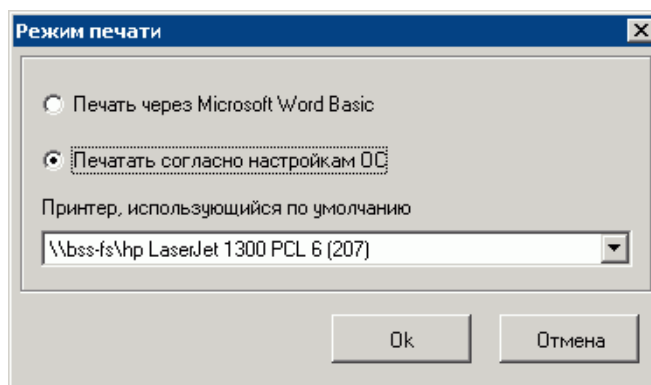 Режим печати
Печать через Microsoft Word Basic
Печатать согласно настройкам ОС
Принтер, использующийся по умолчанию
\\bss-fs\hp LaserJet 1300 PCL 6 (207)
Ok Отмена